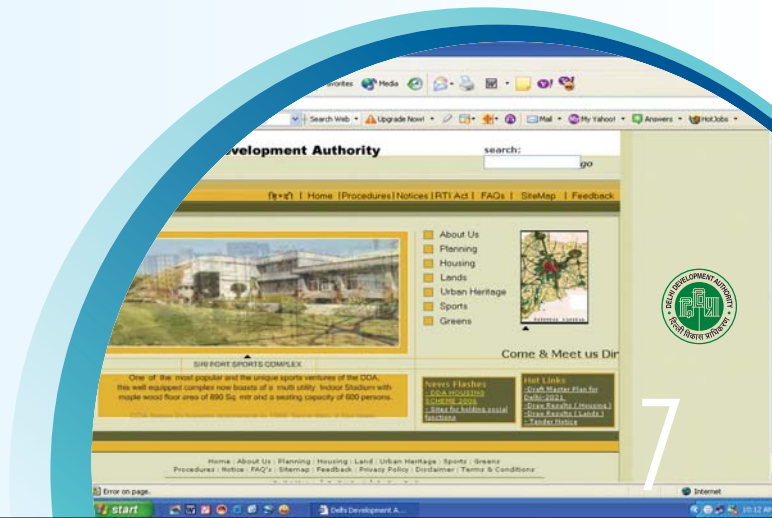 Favorites Media
Search Web Upgrade Now! Mail My Yahoo! Answers HotJobs
velopment Authority
search:
go
हिन्दी | Home |Procedures|Notices |RTI Act | FAQs | SiteMap | Feedback
About Us
Planning
Housing
Lands
Urban Heritage
Sports
Greens
Come & Meet us Dir
SIRI FORT SPORTS COMPLEX
One of the most popular and the unique sports ventures of the DDA,
this well equipped complex now boasts of a multi utility Indoor Stadium with
maple wood floor area of 890 Sq. mtr and a seating capacity of 600 persons.
News Flashes
- DDA HOUSING
SCHEME 2006
- Sites for holding social
functions
Hot Links
-Draft Master Plan for
Delhi-2021.
-Draw Results ( Housing )
-Draw Results ( Lands )
- Tender Notice
DELHI DEVELOPMENT AUTHORITY
दिल्ली विकास प्राधिकरण
7
Home : About Us : Planning : Housing : Land : Urban Heritage : Sports : Greens
Procedures : Notice : FAQ's : Sitemap : Feedback : Privacy Policy : Disclaimer : Terms & Conditions
Error on page.
Internet
start
Delhi Development A...
10:12 AM